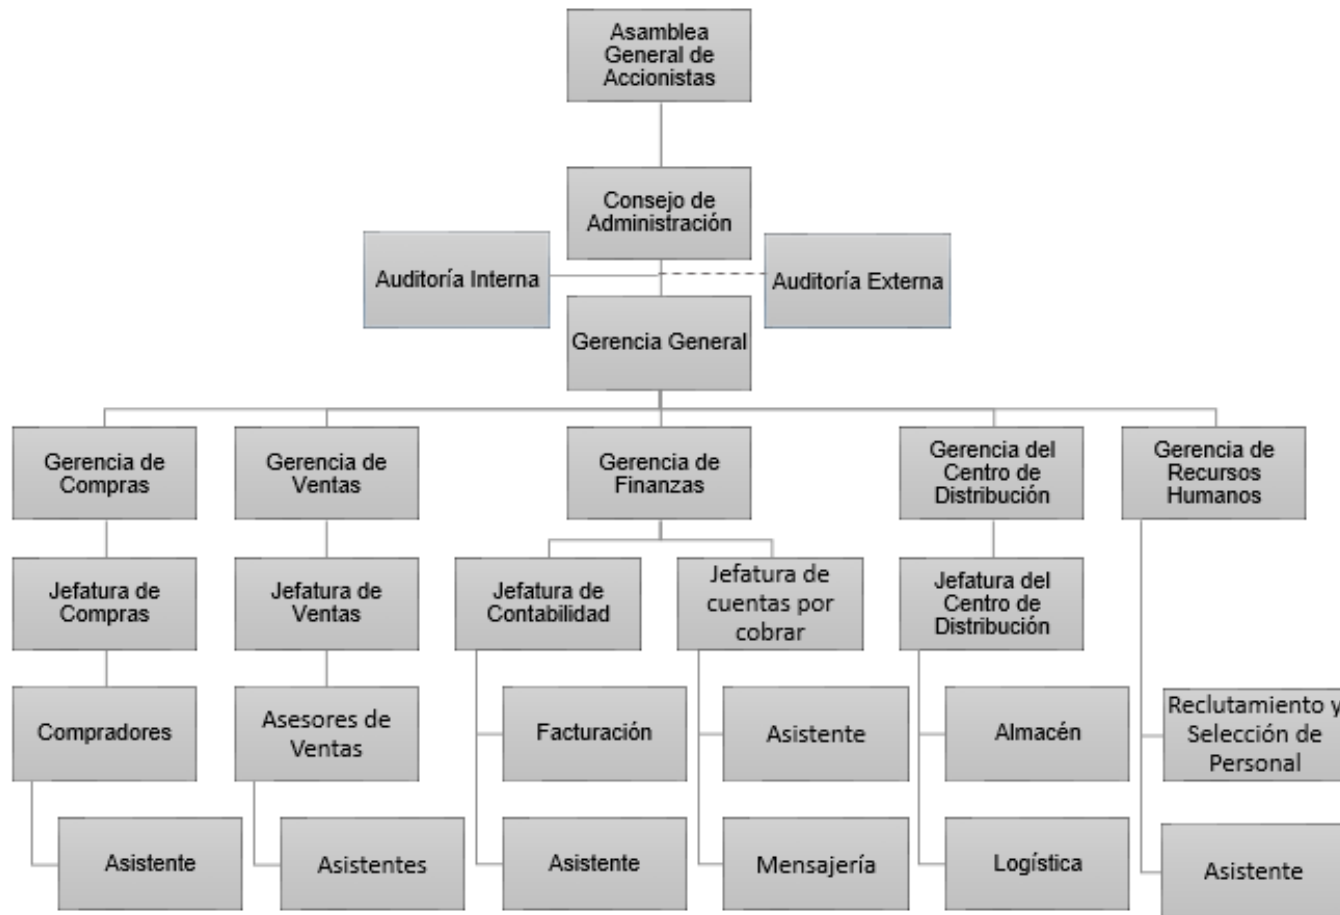 Asamblea
General de
Accionistas
Consejo de
Administración
Auditoría Interna
Auditoría Externa
Gerencia General
Gerencia de
Compras
Gerencia de
Ventas
Gerencia de
Finanzas
Gerencia del
Centro de
Distribución
Gerencia de
Recursos
Humanos
Jefatura de
Compras
Jefatura de
Ventas
Jefatura de
Contabilidad
Jefatura de
cuentas por
cobrar
Jefatura del
Centro de
Distribución
Compradores
Asesores de
Ventas
Facturación
Asistente
Almacén
Reclutamiento y
Selección de
Personal
Asistente
Asistentes
Asistente
Mensajería
Logística
Asistente